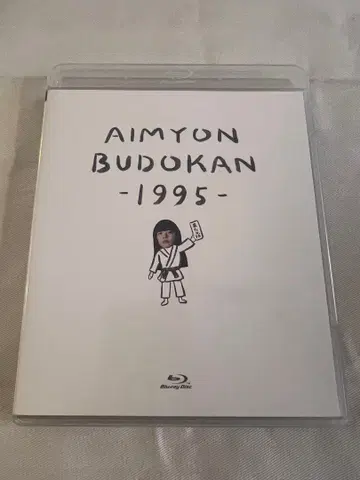 AIMYON
BUDOKAN
-1995-
Blu-ray Disc